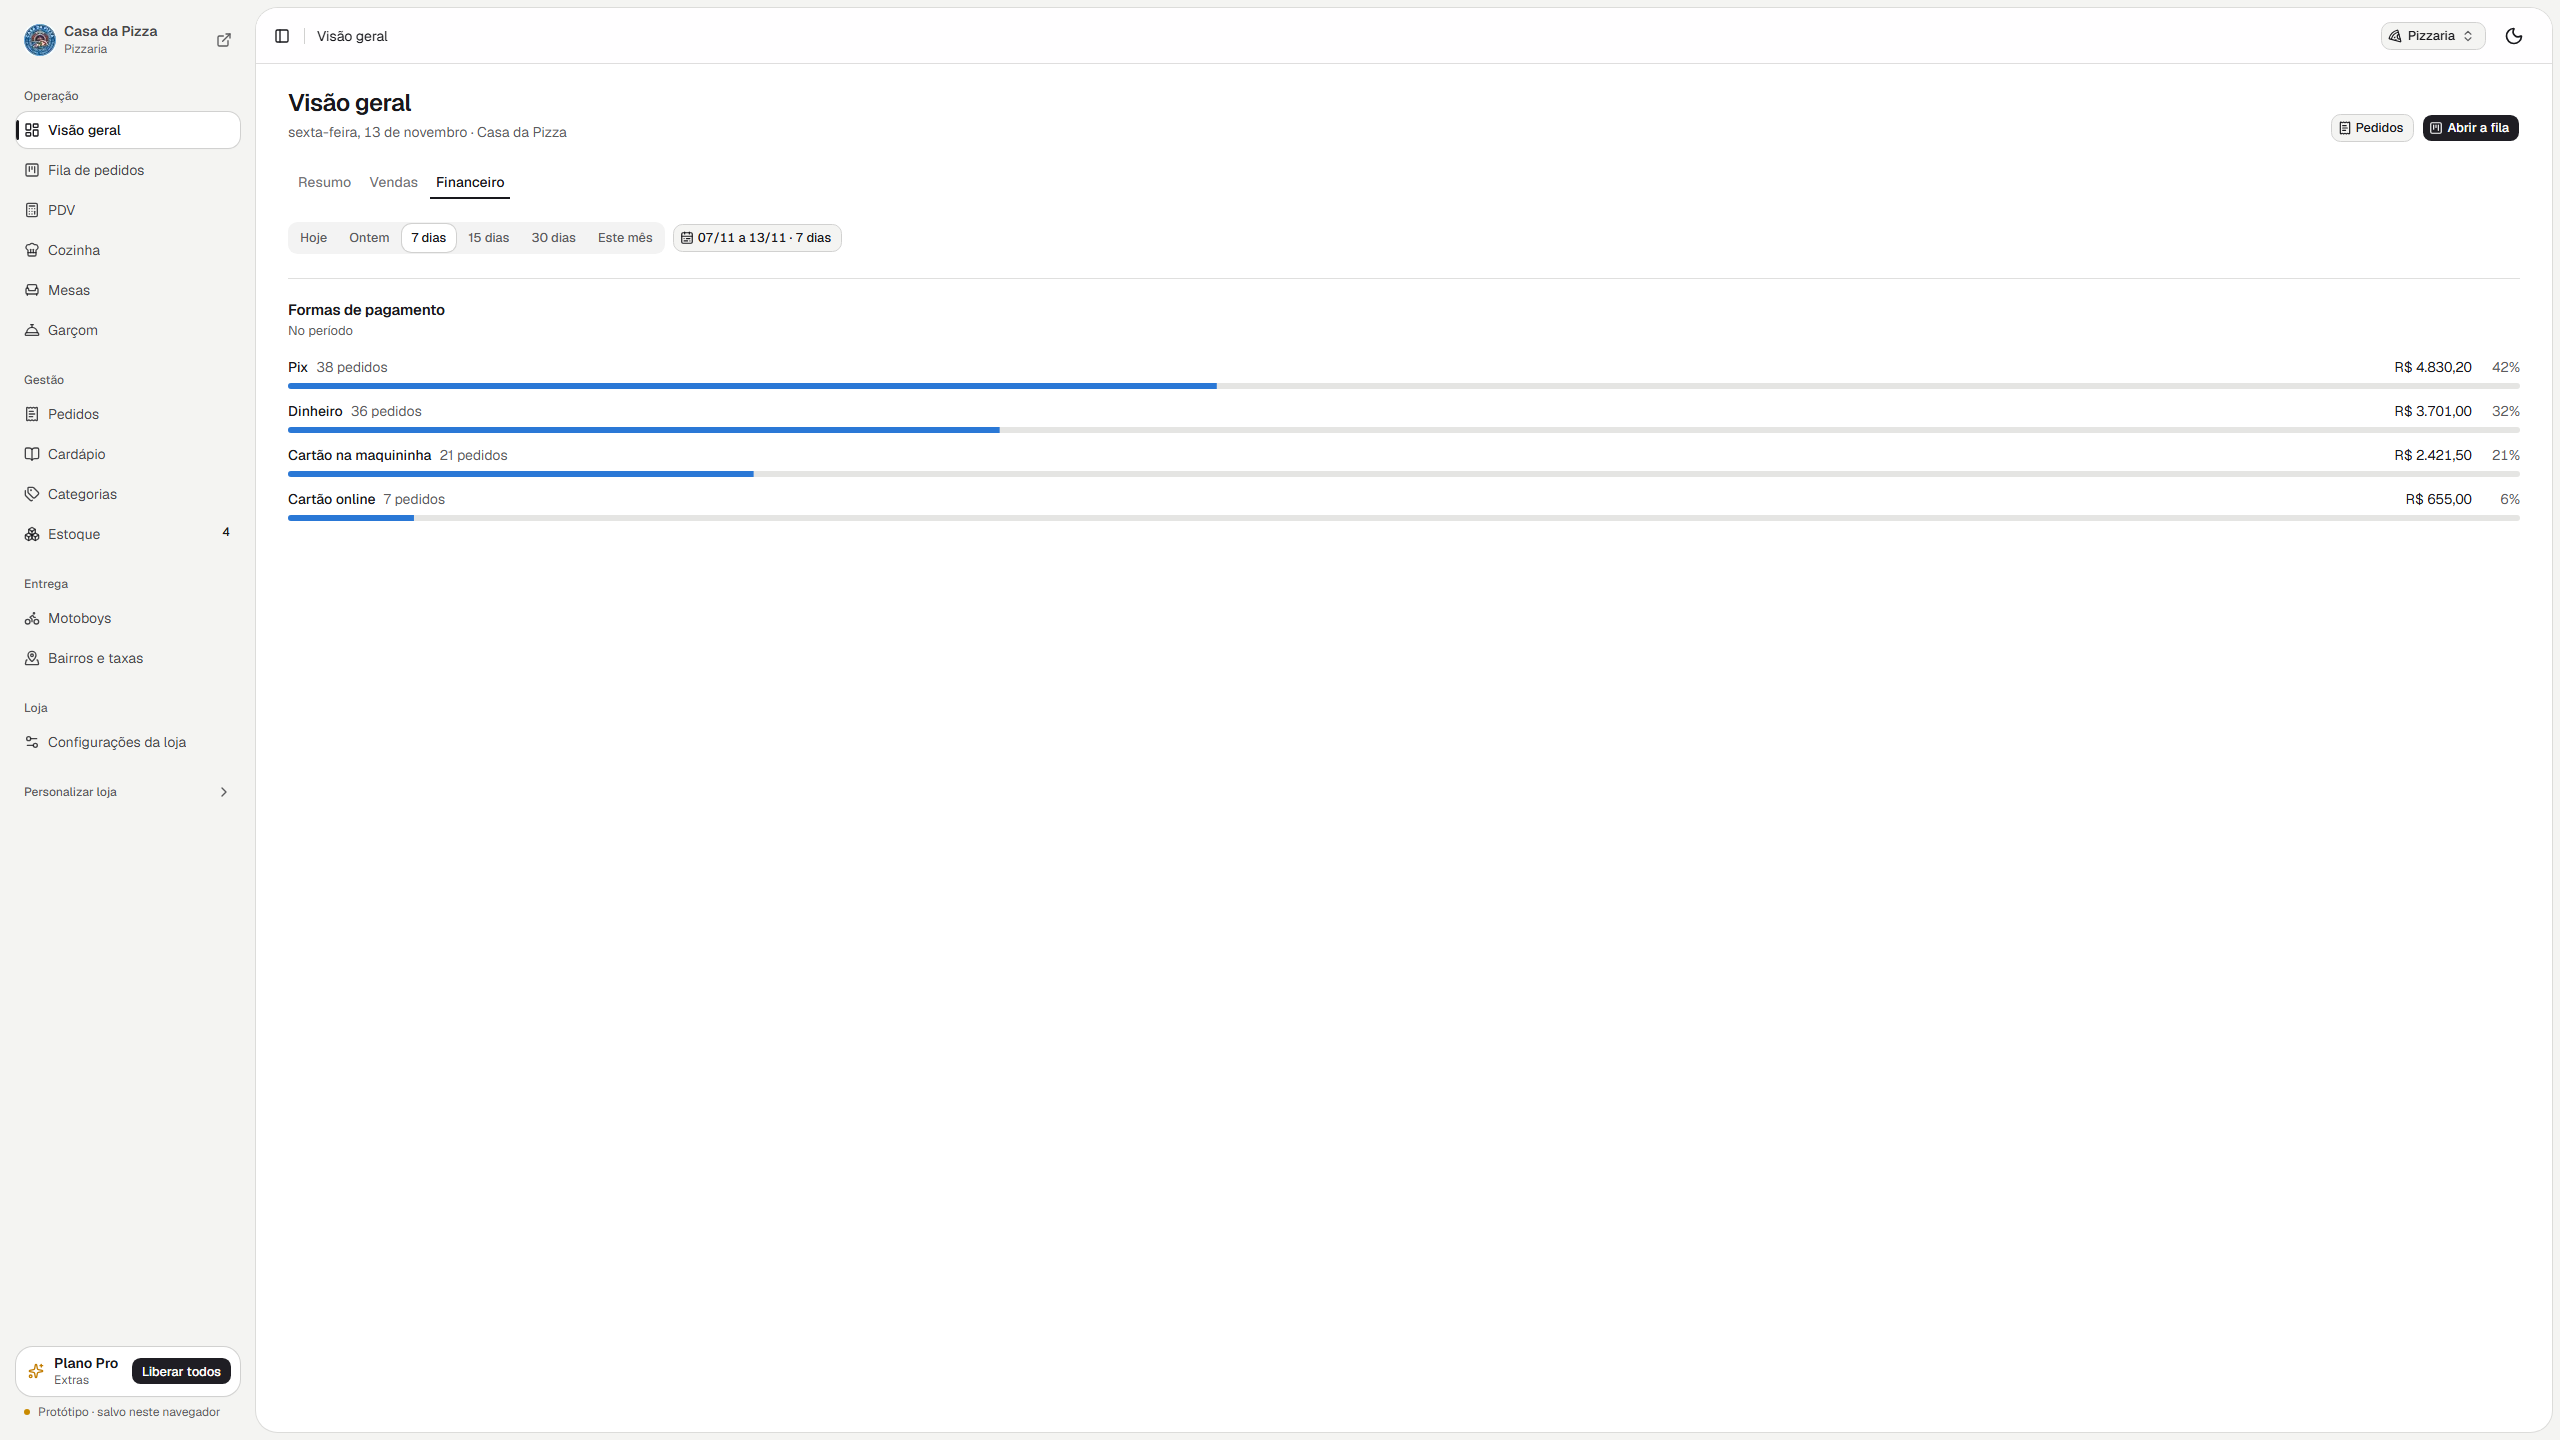 Casa da Pizza
Pizzaria
Operação
Visão geral
Fila de pedidos
PDV
Cozinha
Mesas
Garçom
Gestão
Pedidos
Cardápio
Categorias
Estoque 4
Entrega
Motoboys
Bairros e taxas
Loja
Configurações da loja
Personalizar loja
Plano Pro
Extras
Liberar todos
Protótipo · salvo neste navegador
Visão geral
Pizzaria
Visão geral
sexta-feira, 13 de novembro · Casa da Pizza
Pedidos
Abrir a fila
Resumo Vendas Financeiro
Hoje Ontem 7 dias 15 dias 30 dias Este mês 07/11 a 13/11 · 7 dias
Formas de pagamento
No período
Pix 38 pedidos R$ 4.830,20 42%
Dinheiro 36 pedidos R$ 3.701,00 32%
Cartão na maquininha 21 pedidos R$ 2.421,50 21%
Cartão online 7 pedidos R$ 655,00 6%